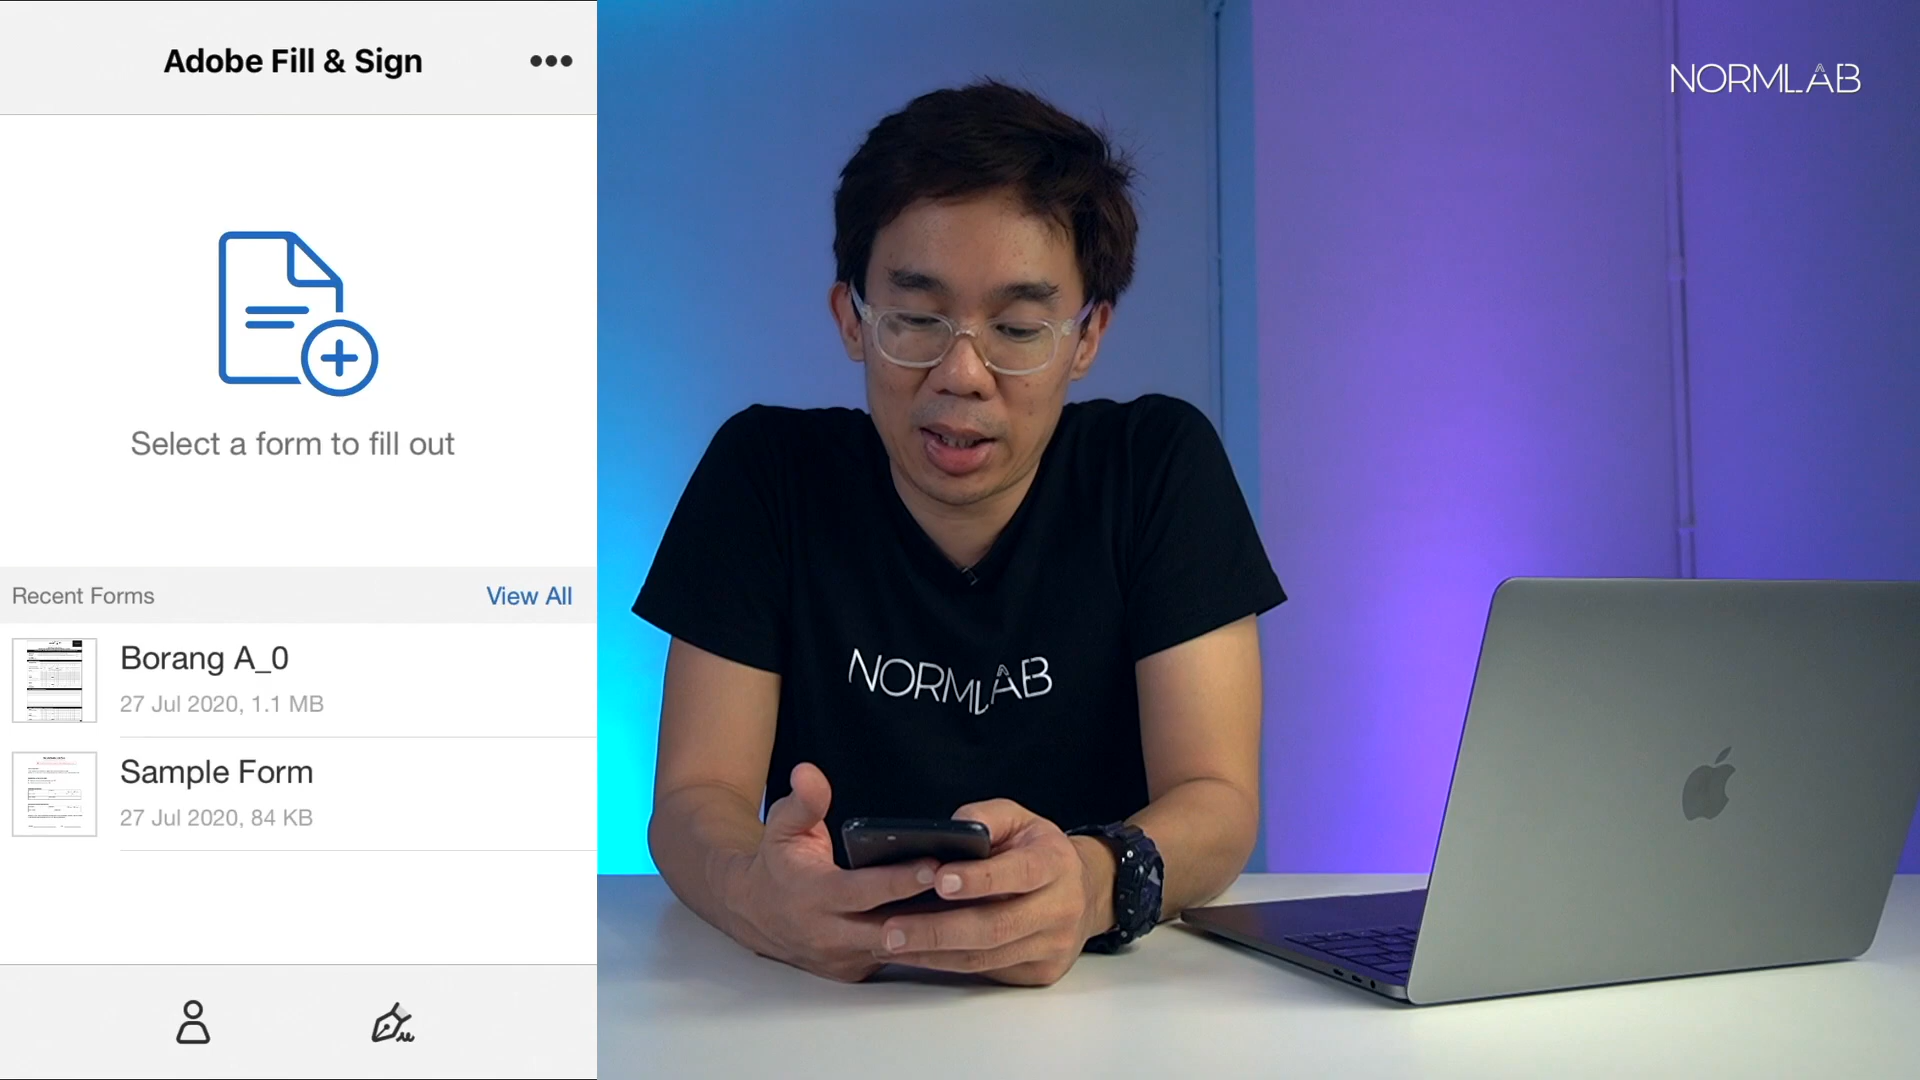 Adobe Fill & Sign
Select a form to fill out
Recent Forms
View All
Borang A_0
27 Jul 2020, 1.1 MB
Sample Form
27 Jul 2020, 84 KB
NORMLAB
NORMLAB